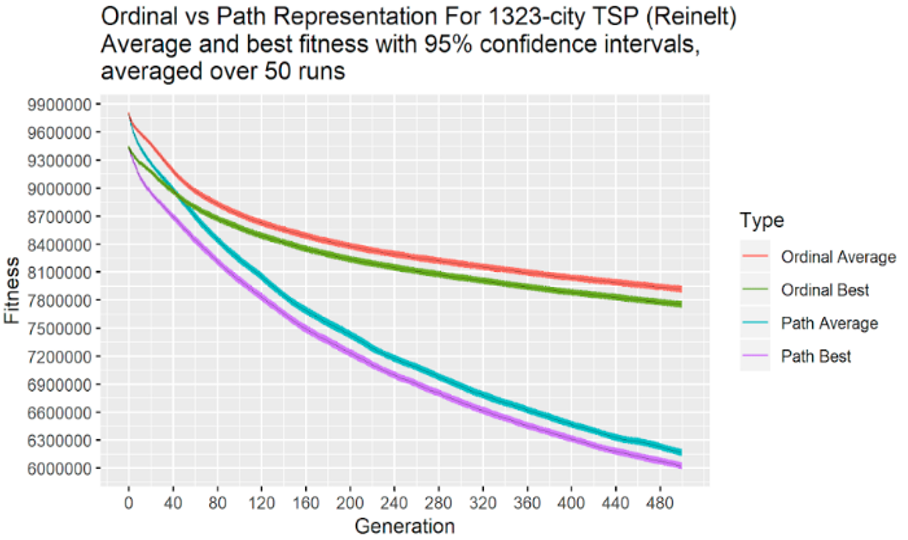 Ordinal vs Path Representation For 1323-city TSP (Reinelt)
Average and best fitness with 95% confidence intervals,
averaged over 50 runs
Fitness
9900000
9600000
9300000
9000000
8700000
8400000
8100000
7800000
7500000
7200000
6900000
6600000
6300000
6000000
0 40 80 120 160 200 240 280 320 360 400 440 480
Generation
Type
Ordinal Average
Ordinal Best
Path Average
Path Best